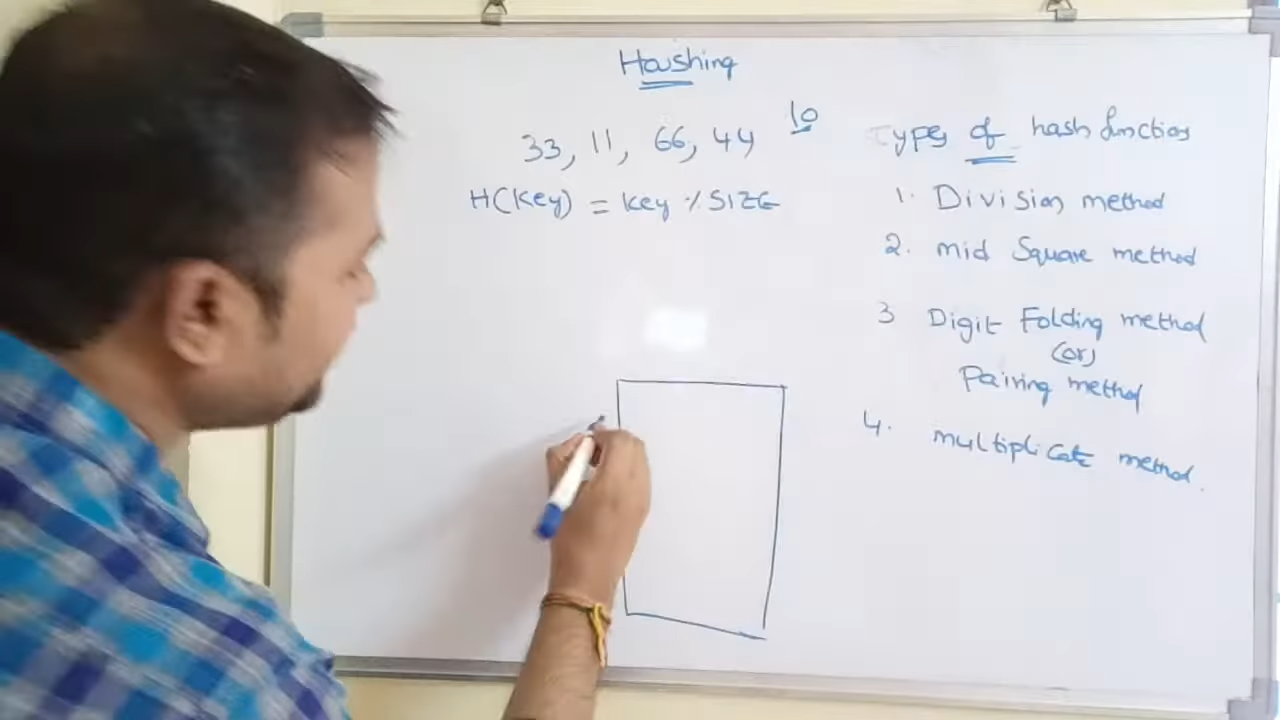 Hashing
33, 11, 66, 44 10
H(Key) = Key % SIZE
Types of hash functions
1. Division method
2. mid Square method
3 Digit Folding method
(or)
Pairing method
4. multiplicate method.